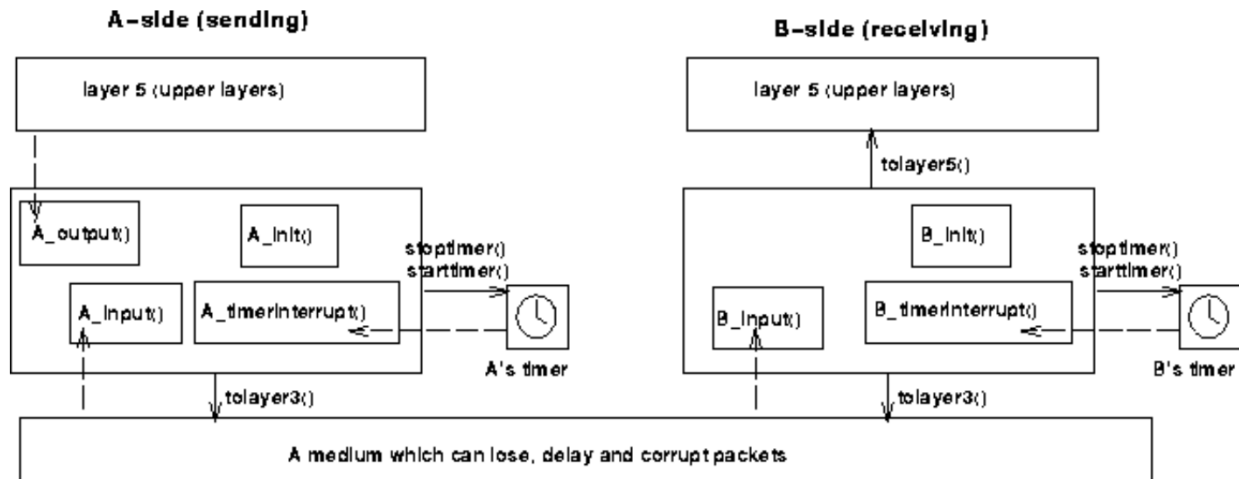 A-side (sending)
B-side (receiving)
layer 5 (upper layers)
layer 5 (upper layers)
tolayer5()
A_output()
A_init()
B_init()
stoptimer()
starttimer()
stoptimer()
starttimer()
A_input()
A_timerinterrupt()
B_input()
B_timerinterrupt()
A's timer
B's timer
tolayer3()
tolayer3()
A medium which can lose, delay and corrupt packets